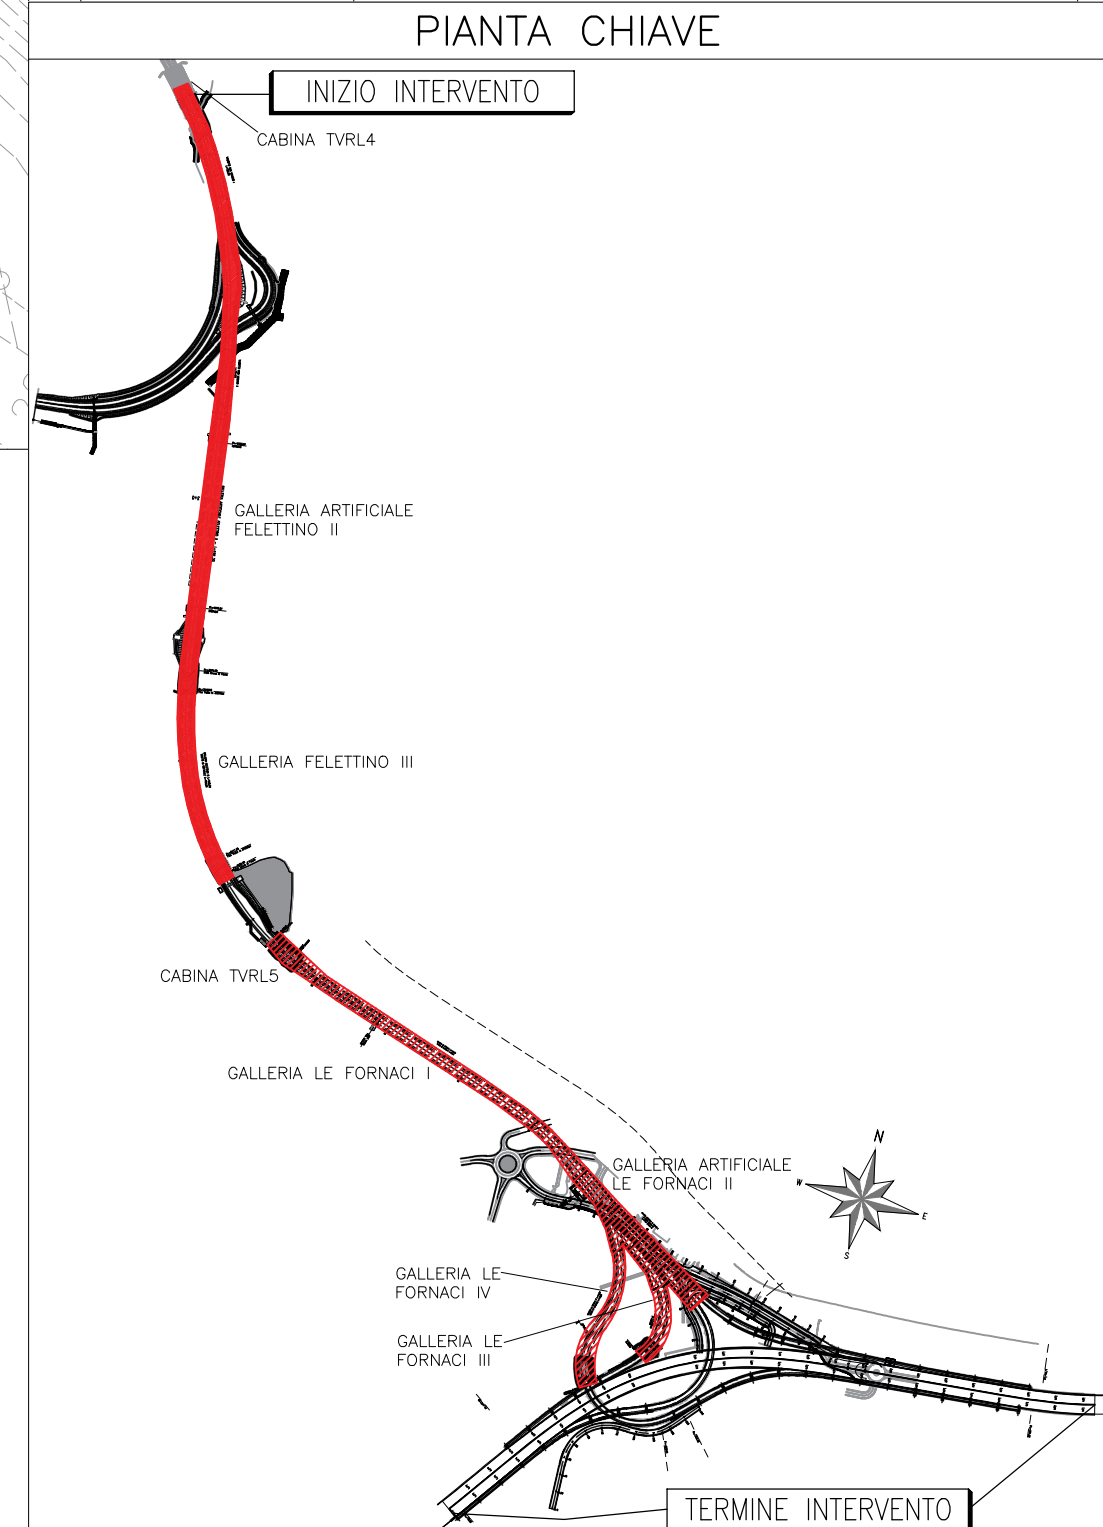 PIANTA CHIAVE
INIZIO INTERVENTO
CABINA TVRL4
GALLERIA ARTIFICIALE
FELETTINO II
GALLERIA FELETTINO III
CABINA TVRL5
GALLERIA LE FORNACI I
GALLERIA ARTIFICIALE
LE FORNACI II
N
W
E
S
GALLERIA LE
FORNACI IV
GALLERIA LE
FORNACI III
TERMINE INTERVENTO